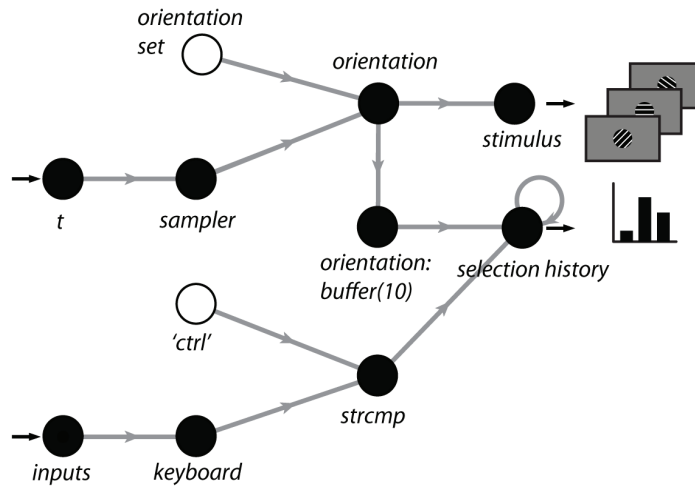 orientation
set
orientation
stimulus
t
sampler
orientation:
buffer(10)
selection history
‘ctrl’
strcmp
inputs
keyboard